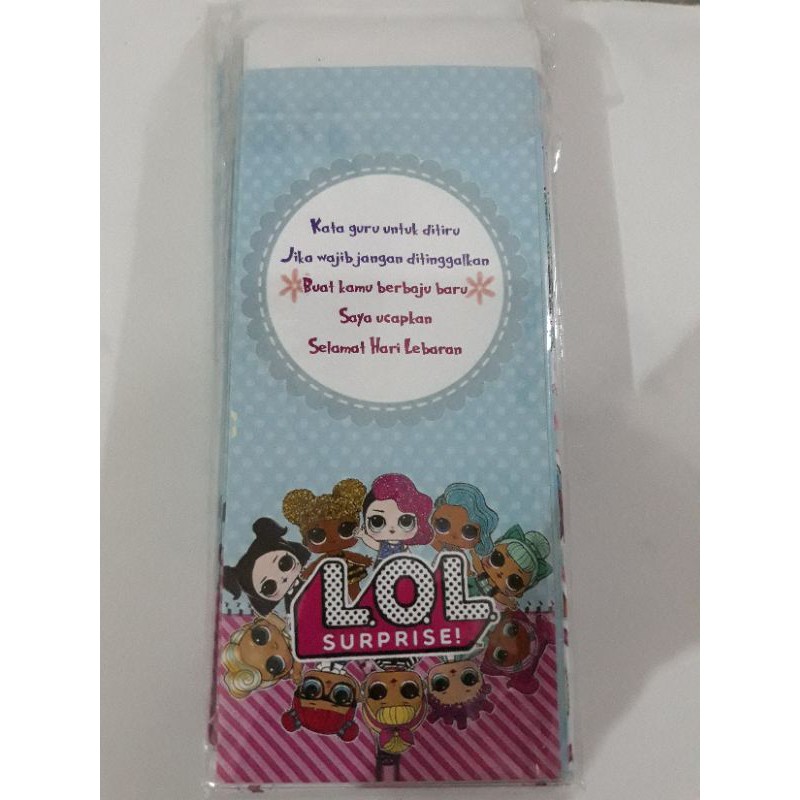 Kata guru untuk ditiru
Jika wajib jangan ditinggalkan
Buat kamu berbaju baru
Saya ucapkan
Selamat Hari Lebaran
L.O.L.
SURPRISE!